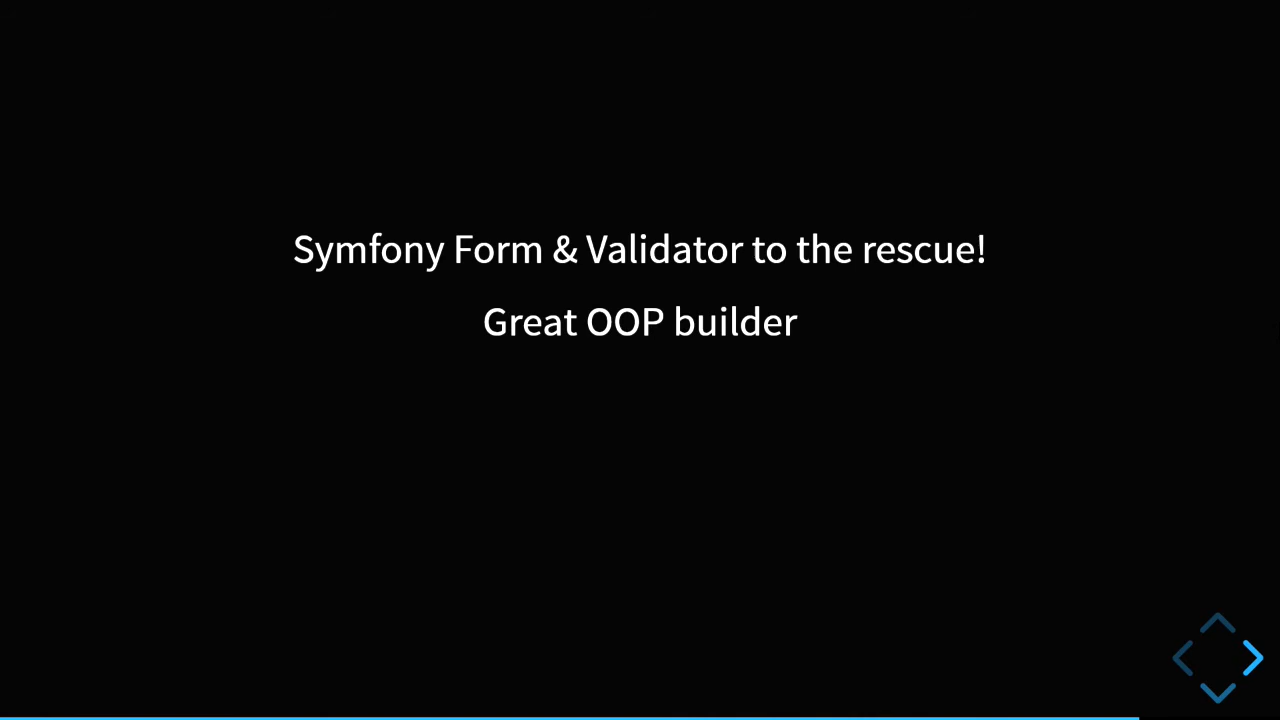 Symfony Form & Validator to the rescue!
Great OOP builder